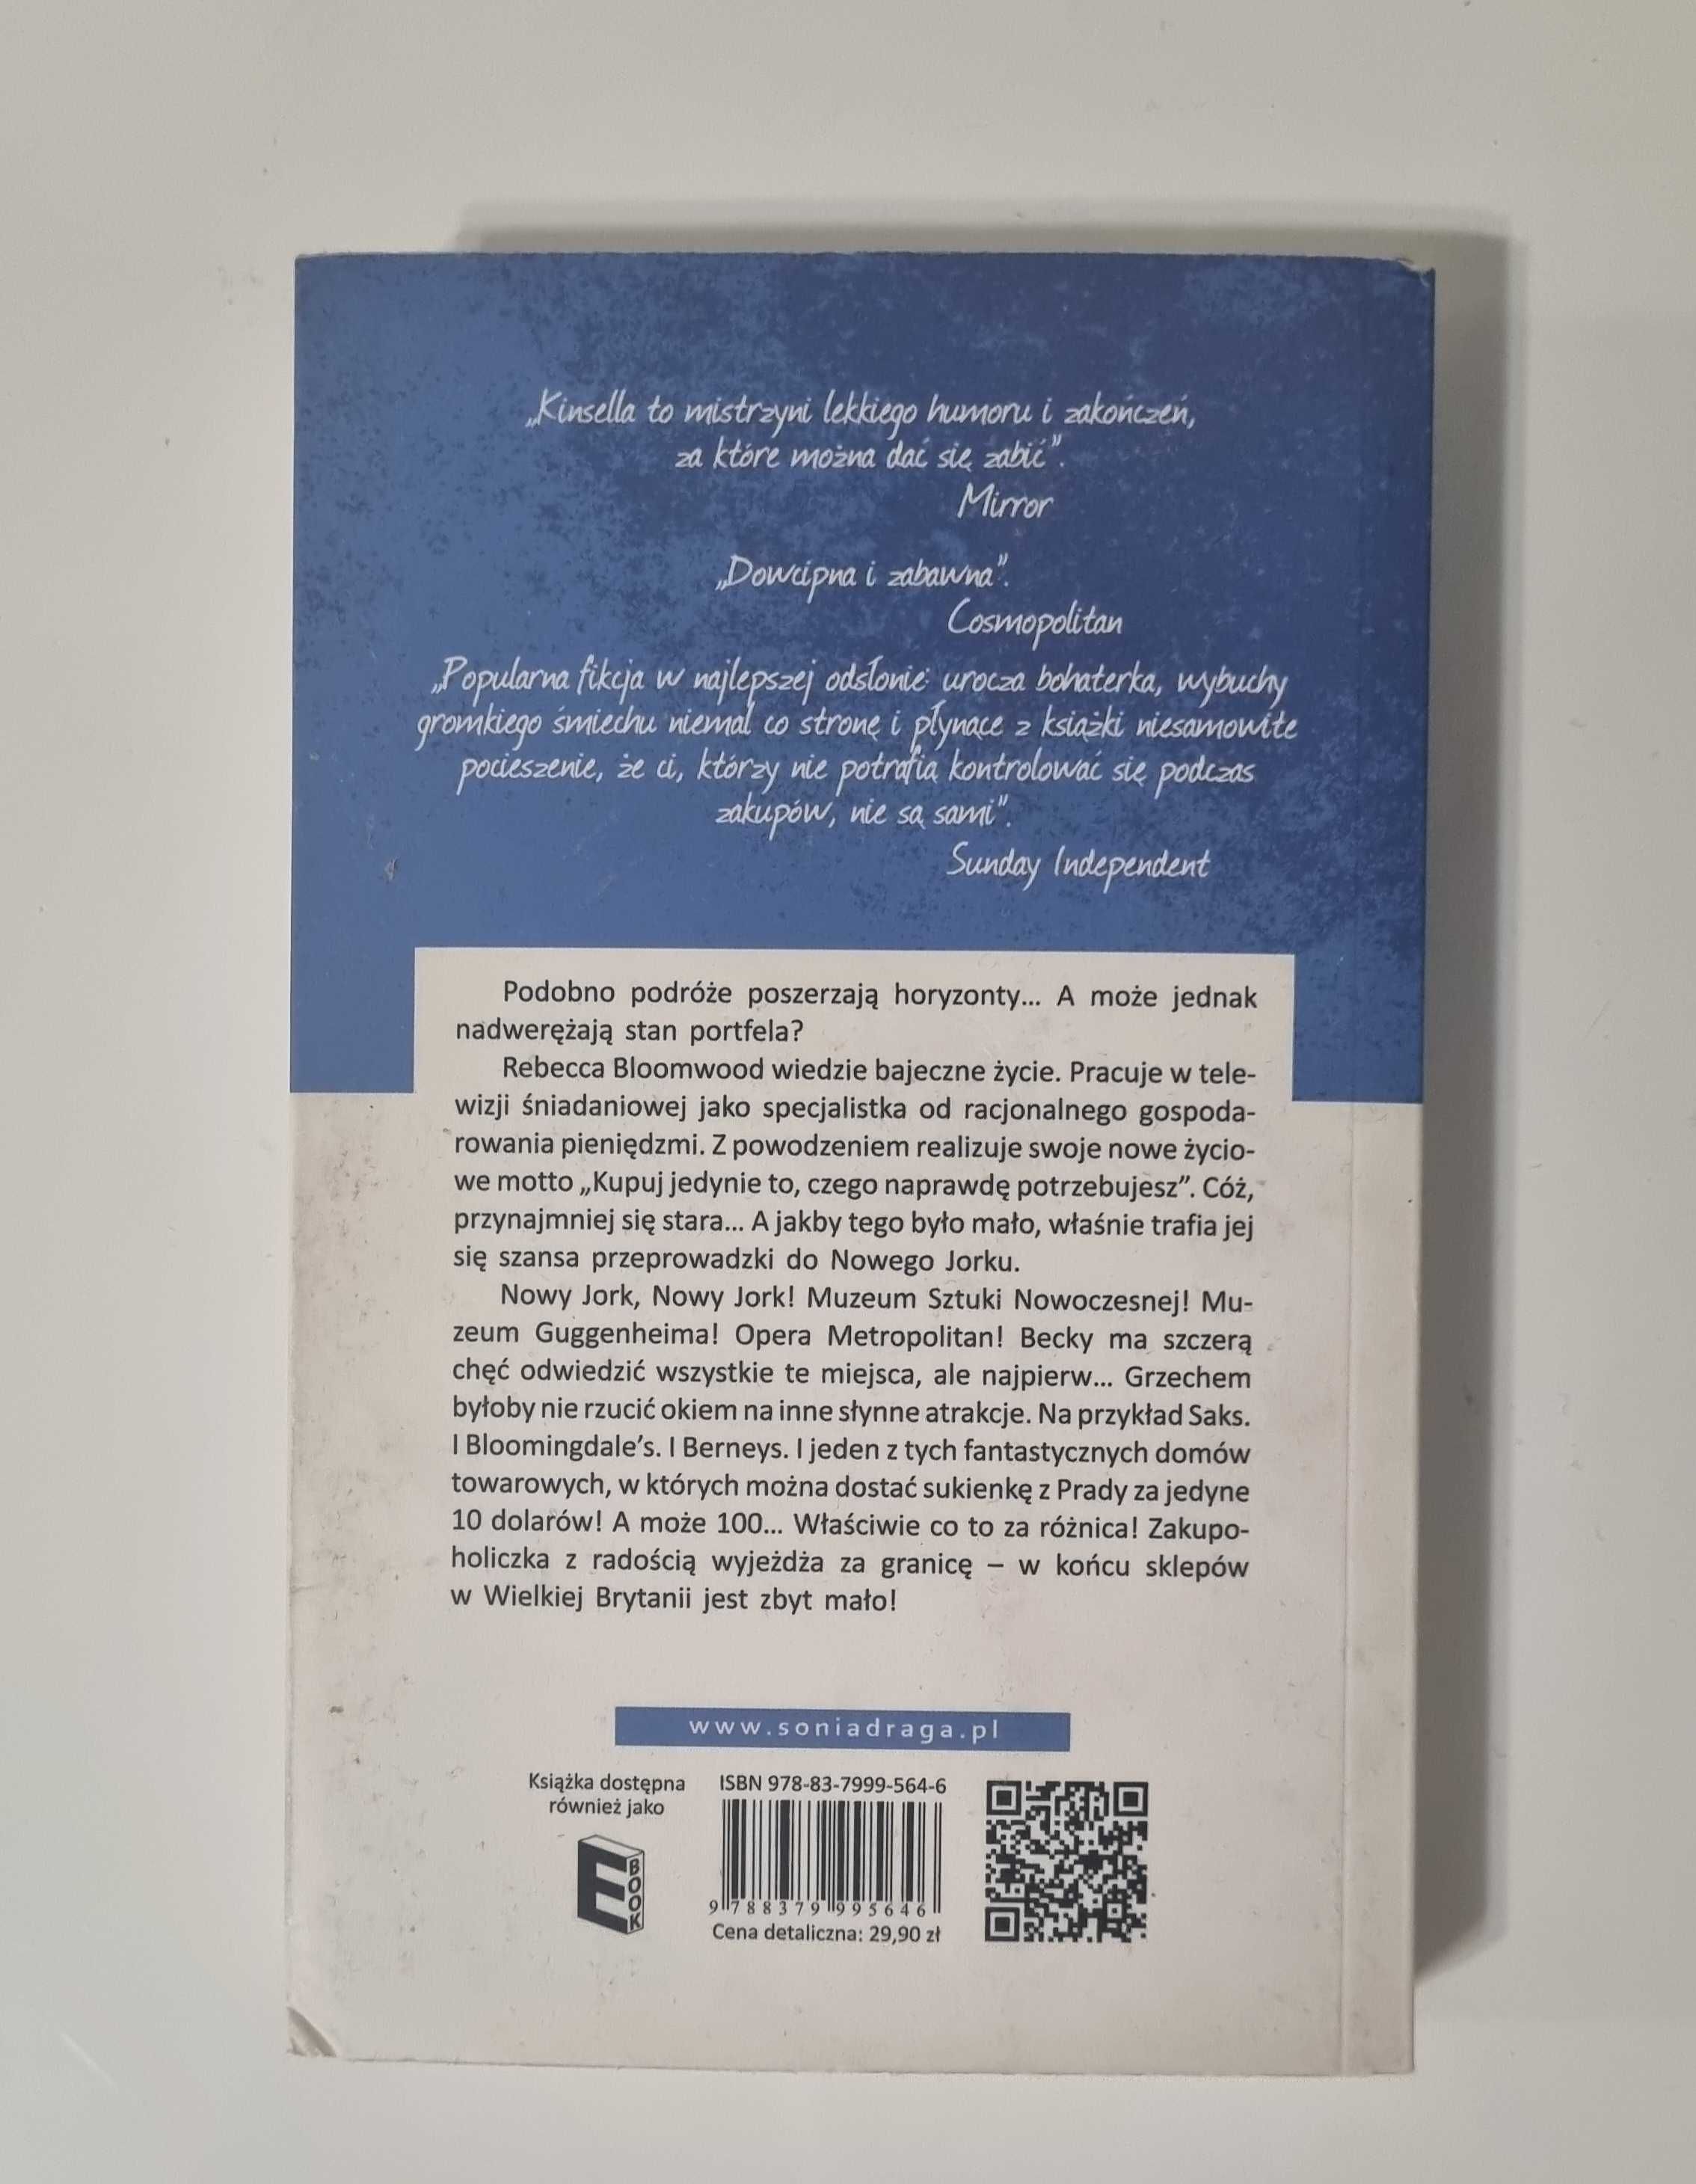 „Kinsella to mistrzyni lekkiego humoru i zakończeń,
za które można dać się zabić”.
Mirror
„Dowcipna i zabawna”.
Cosmopolitan
„Popularna fikcja w najlepszej odsłonie: urocza bohaterka, wybuchy
gromkiego śmiechu niemal co stronę i płynące z książki niesamowite
pocieszenie, że ci, którzy nie potrafią kontrolować się podczas
zakupów, nie są sami”.
Sunday Independent
Podobno podróże poszerzają horyzonty... A może jednak
nadwerężają stan portfela?
Rebecca Bloomwood wiedzie bajeczne życie. Pracuje w tele-
wizji śniadaniowej jako specjalistka od racjonalnego gospoda-
rowania pieniędzmi. Z powodzeniem realizuje swoje nowe życio-
we motto „Kupuj jedynie to, czego naprawdę potrzebujesz”. Cóż,
przynajmniej się stara... A jakby tego było mało, właśnie trafia jej
się szansa przeprowadzki do Nowego Jorku.
Nowy Jork, Nowy Jork! Muzeum Sztuki Nowoczesnej! Mu-
zeum Guggenheima! Opera Metropolitan! Becky ma szczerą
chęć odwiedzić wszystkie te miejsca, ale najpierw... Grzechem
byłoby nie rzucić okiem na inne słynne atrakcje. Na przykład Saks.
I Bloomingdale’s. I Berneys. I jeden z tych fantastycznych domów
towarowych, w których można dostać sukienkę z Prady za jedyne
10 dolarów! A może 100... Właściwie co to za różnica! Zakupo-
holiczka z radością wyjeżdża za granicę – w końcu sklepów
w Wielkiej Brytanii jest zbyt mało!
www.soniadraga.pl
Książka dostępna
również jako
E BOOK
ISBN 978-83-7999-564-6
9 788379 995646
Cena detaliczna: 29,90 zł